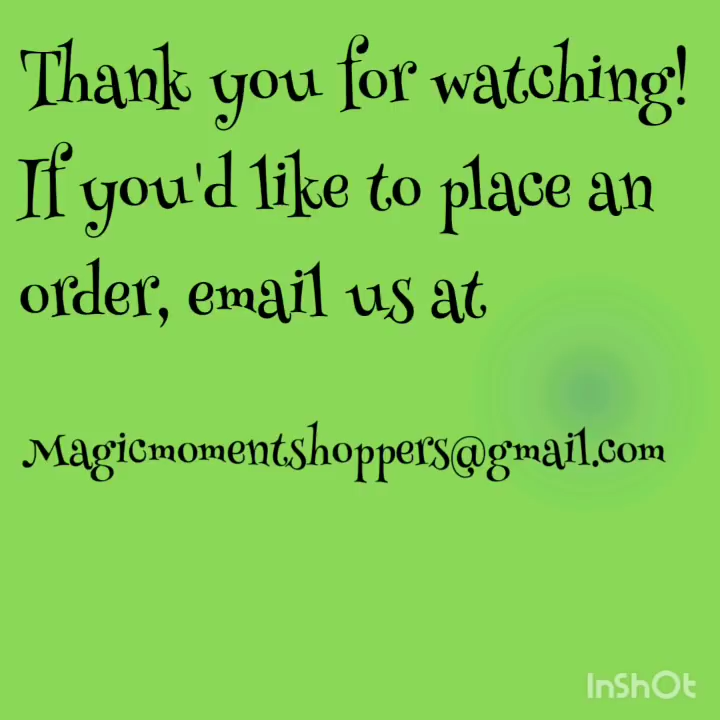 Thank you for watching!
If you'd like to place an
order, email us at
Magicmomentshoppers@gmail.com
InShOt